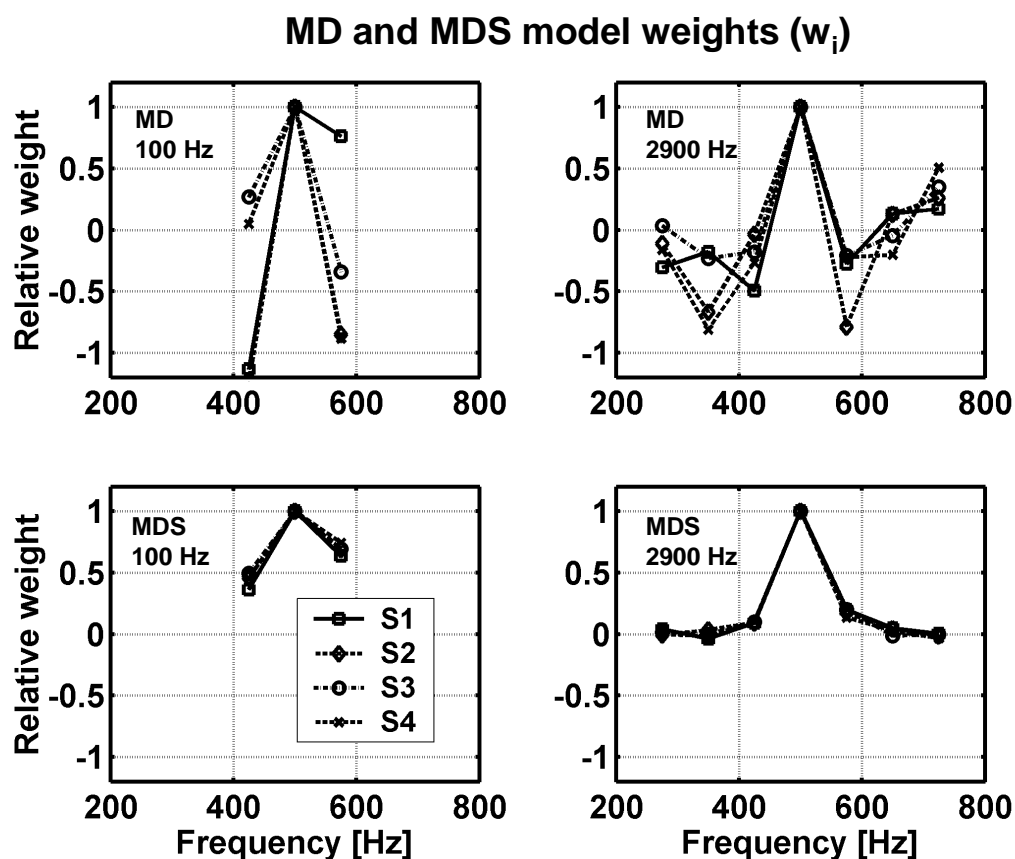 MD and MDS model weights (wi)
Relative weight
1
0.5
0
-0.5
-1
MD
100 Hz
200
400
600
800
1
0.5
0
-0.5
-1
MD
2900 Hz
200
400
600
800
Relative weight
1
0.5
0
-0.5
-1
MDS
100 Hz
S1
S2
S3
S4
200
400
600
800
Frequency [Hz]
1
0.5
0
-0.5
-1
MDS
2900 Hz
200
400
600
800
Frequency [Hz]